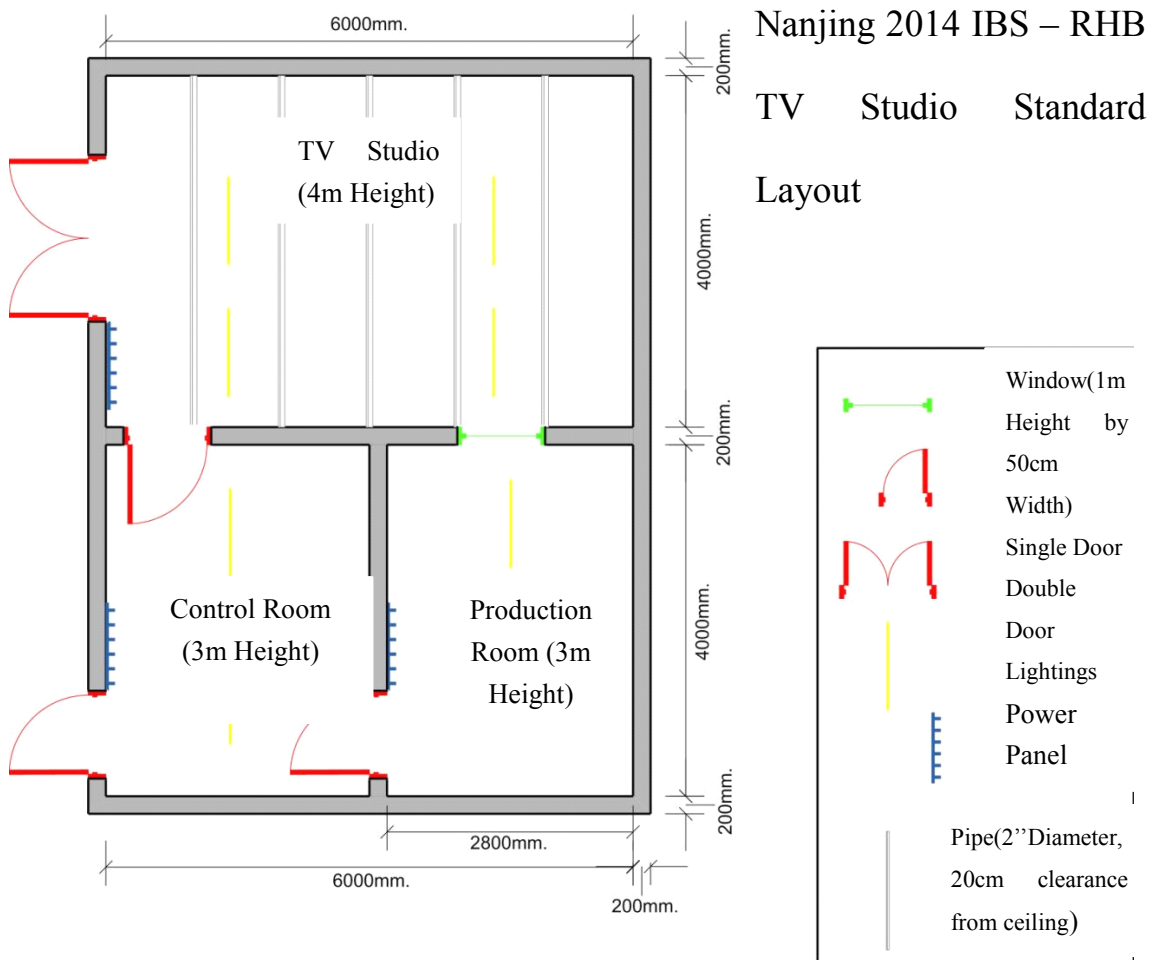 Nanjing 2014 IBS – RHB
TV Studio Standard
Layout
6000mm.
200mm.
TV Studio
(4m Height)
4000mm.
200mm.
Control Room
(3m Height)
Production
Room (3m
Height)
4000mm.
200mm.
2800mm.
6000mm.
200mm.
Window(1m
Height by
50cm
Width)
Single Door
Double
Door
Lightings
Power
Panel
Pipe(2’’Diameter,
20cm clearance
from ceiling)